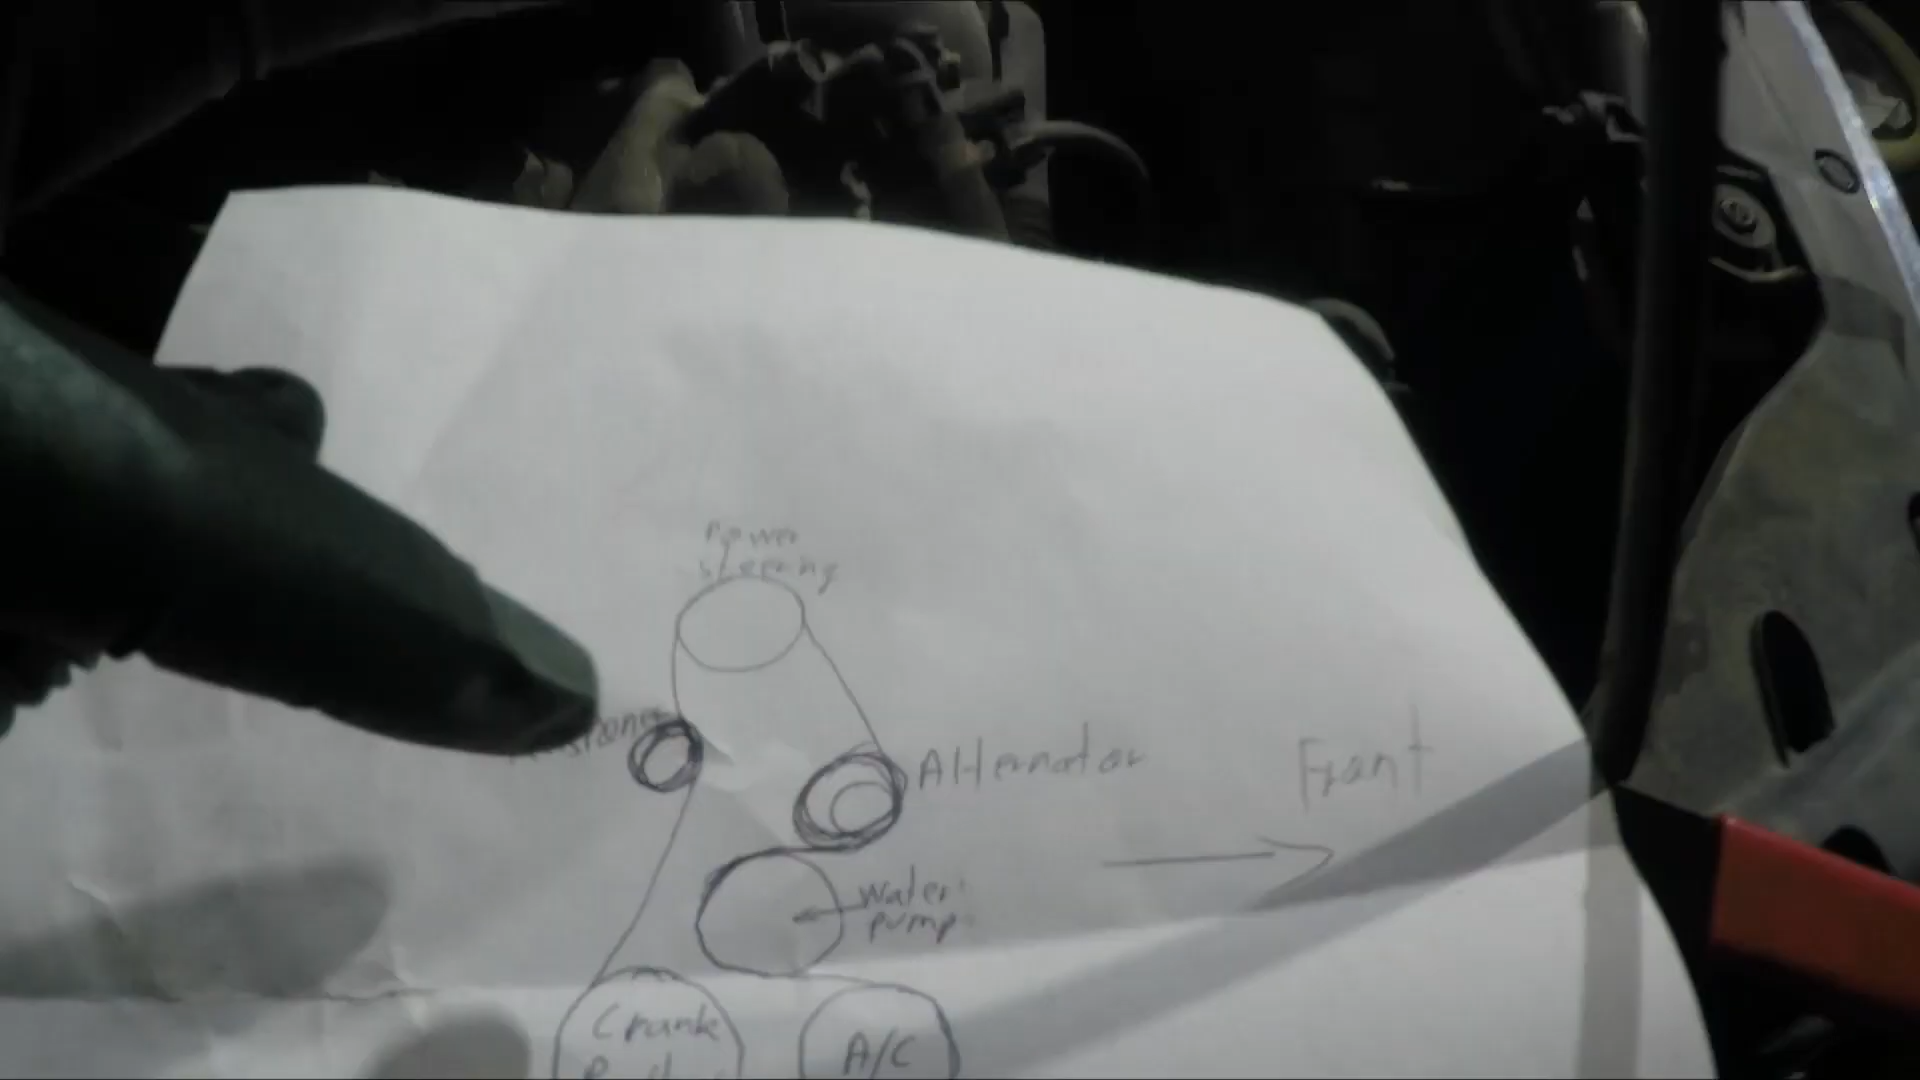 Power
steering
Alternator
Front
Water
pump
Crank
A/C